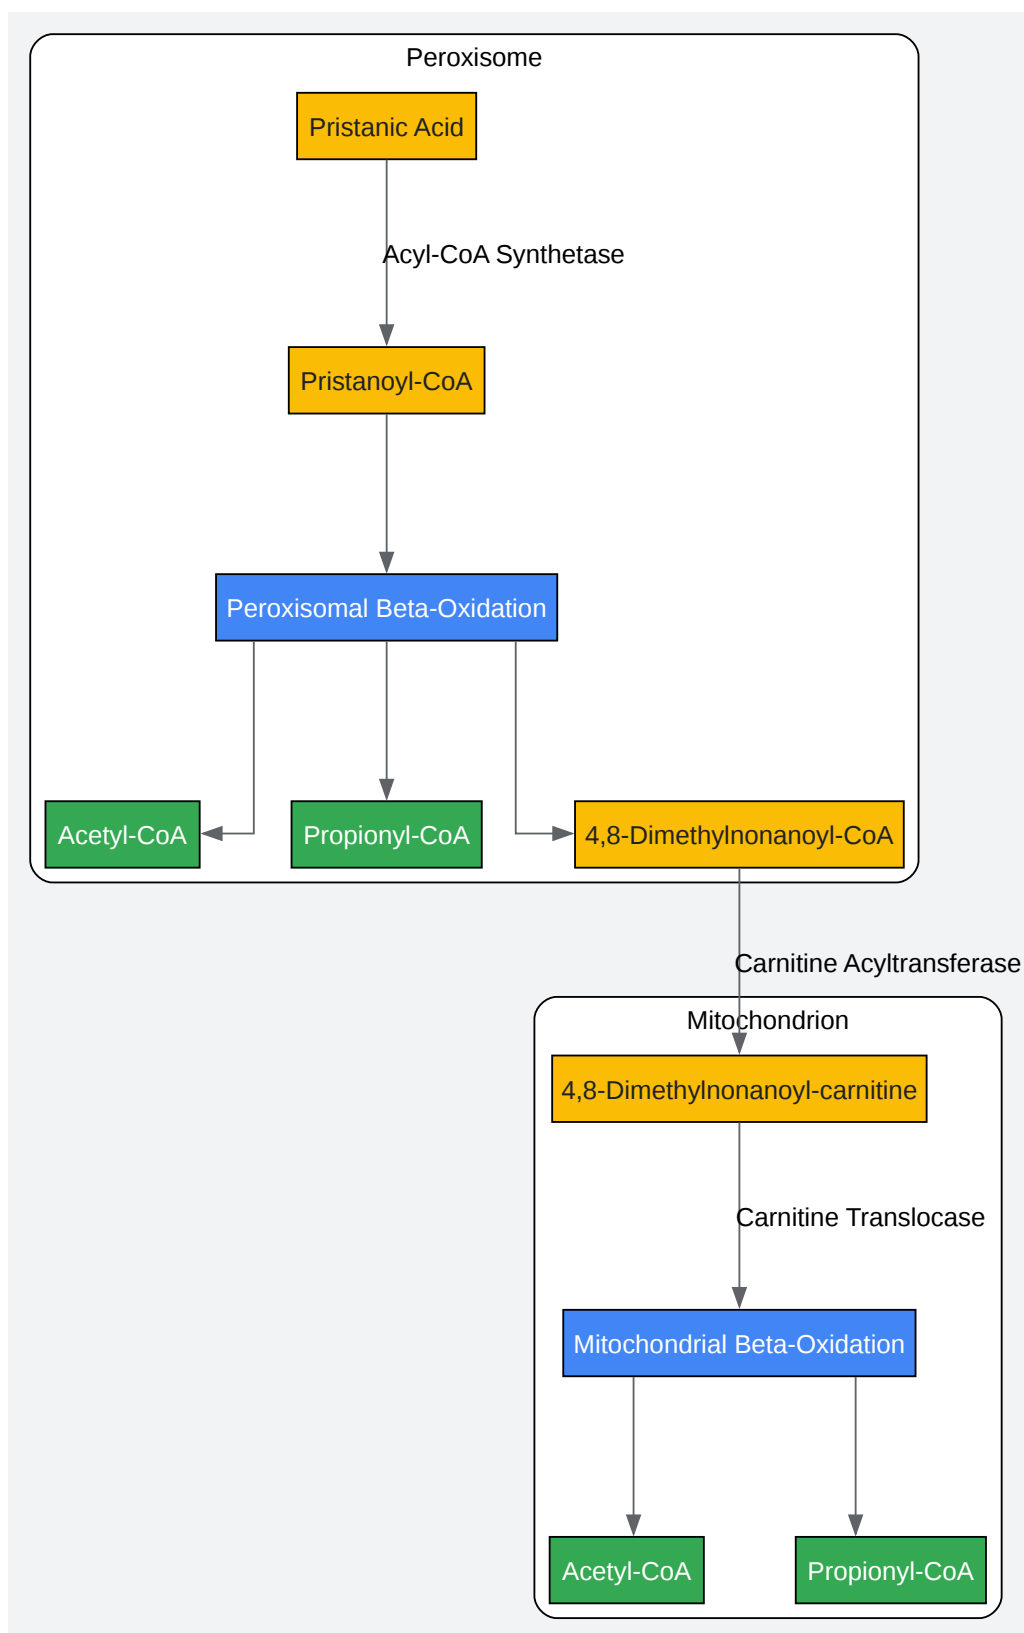 Peroxisome
Pristanic Acid
Acyl-CoA Synthetase
Pristanoyl-CoA
Peroxisomal Beta-Oxidation
Acetyl-CoA
Propionyl-CoA
4,8-Dimethylnonanoyl-CoA
Carnitine Acyltransferase
Mitochondrion
4,8-Dimethylnonanoyl-carnitine
Carnitine Translocase
Mitochondrial Beta-Oxidation
Acetyl-CoA
Propionyl-CoA